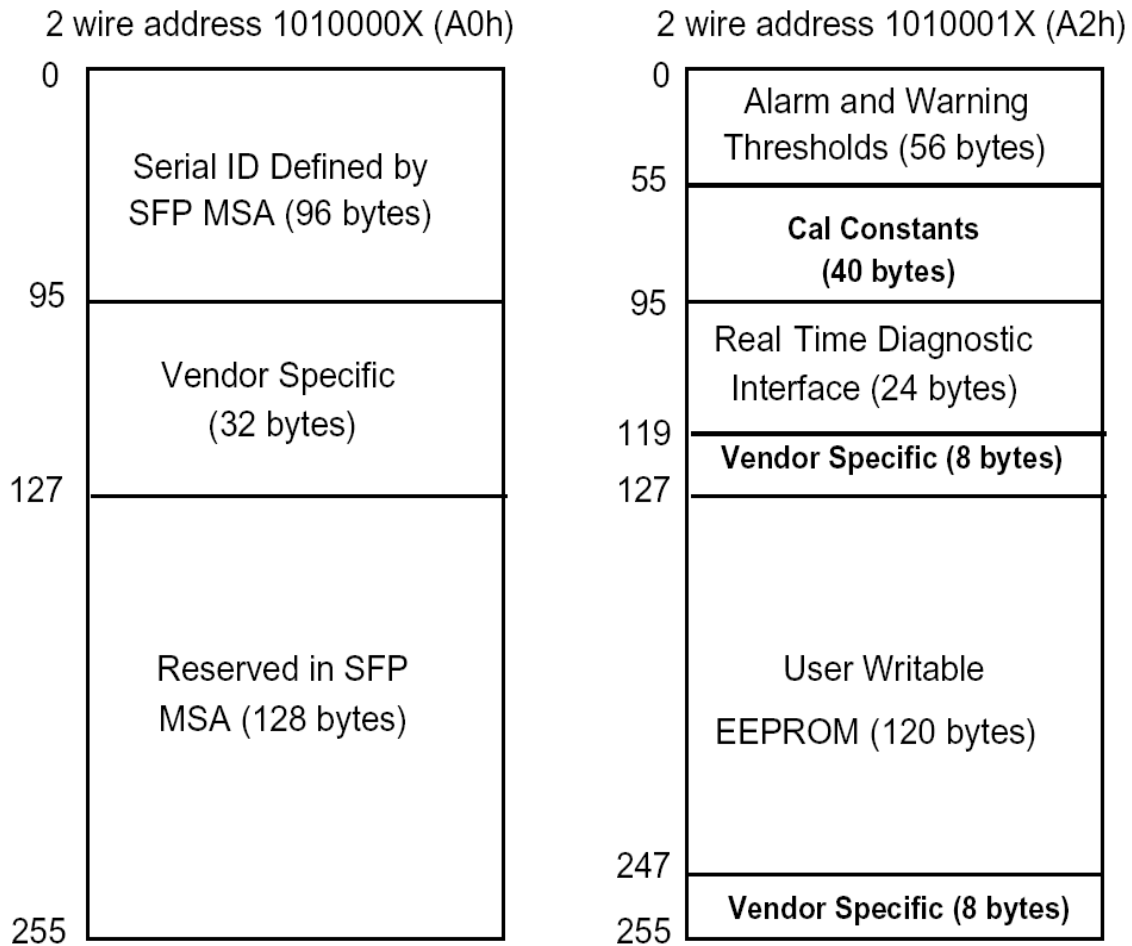 2 wire address 1010000X (A0h)
0
Serial ID Defined by
SFP MSA (96 bytes)
95
Vendor Specific
(32 bytes)
127
Reserved in SFP
MSA (128 bytes)
255
2 wire address 1010001X (A2h)
0
Alarm and Warning
Thresholds (56 bytes)
55
Cal Constants
(40 bytes)
95
Real Time Diagnostic
Interface (24 bytes)
119
Vendor Specific (8 bytes)
127
User Writable
EEPROM (120 bytes)
247
Vendor Specific (8 bytes)
255